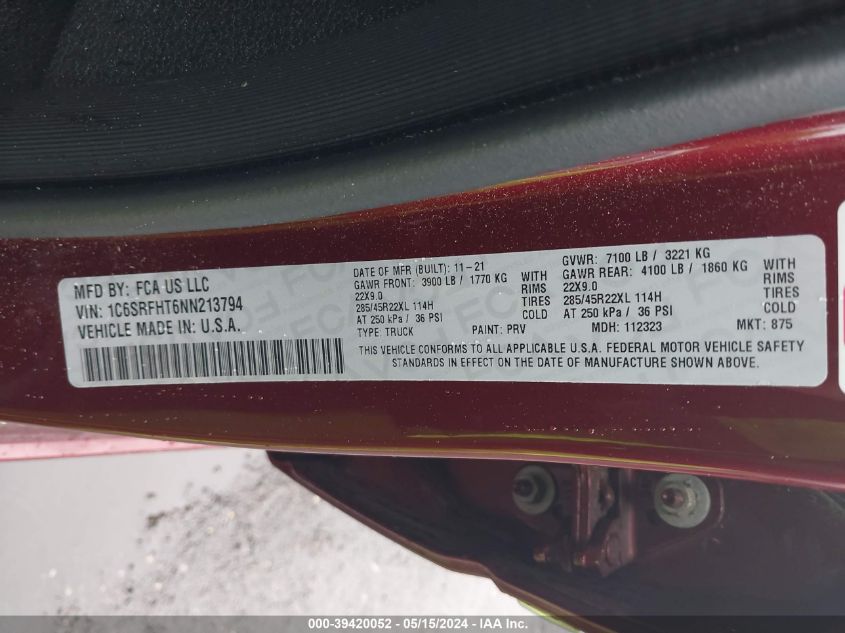 MFD BY: FCA US LLC
VIN: 1C6SRFHT6NN213794
VEHICLE MADE IN: U.S.A.
DATE OF MFR (BUILT): 11-21
GAWR FRONT: 3900 LB / 1770 KG WITH
22X9.0 RIMS
285/45R22XL 114H TIRES
AT 250 kPa / 36 PSI COLD
TYPE: TRUCK PAINT: PRV
GVWR: 7100 LB / 3221 KG
GAWR REAR: 4100 LB / 1860 KG WITH
22X9.0 RIMS
285/45R22XL 114H TIRES
AT 250 kPa / 36 PSI COLD
MDH: 112323 MKT: 875
THIS VEHICLE CONFORMS TO ALL APPLICABLE U.S.A. FEDERAL MOTOR VEHICLE SAFETY
STANDARDS IN EFFECT ON THE DATE OF MANUFACTURE SHOWN ABOVE.
000-39420052 - 05/15/2024 - IAA Inc.